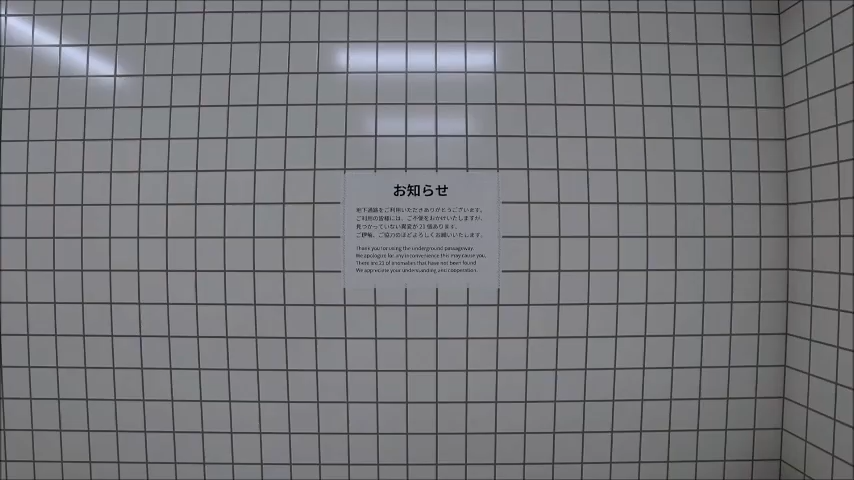 お知らせ
地下通路をご利用いただきありがとうございます。
ご利用の皆様には、ご不便をおかけいたしますが、
見つかっていない異変が 21 個あります。
ご理解、ご協力のほどよろしくお願いいたします。
Thank you for using the underground passageway.
We apologize for any inconvenience this may cause you.
There are 21 of anomalies that have not been found
We appreciate your understanding and cooperation.